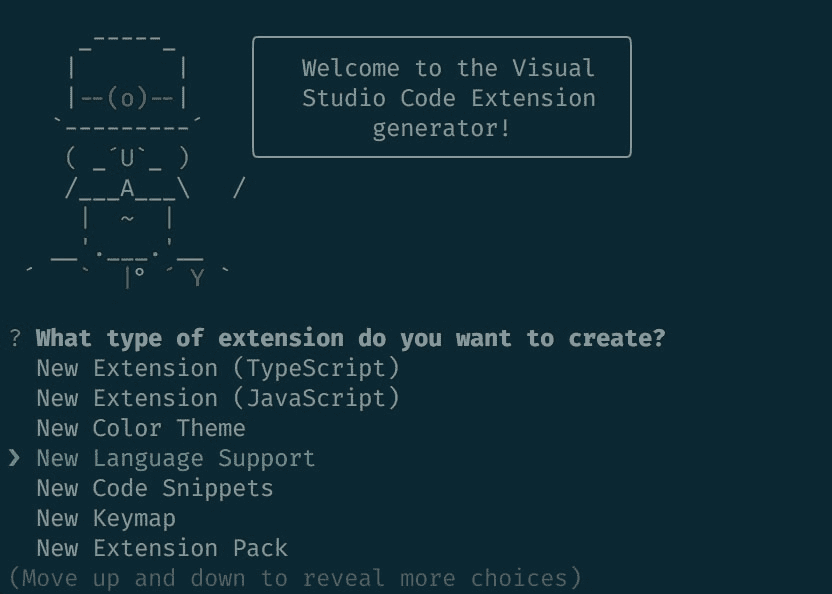 Welcome to the Visual
Studio Code Extension
generator!
? What type of extension do you want to create?
New Extension (TypeScript)
New Extension (JavaScript)
New Color Theme
❯ New Language Support
New Code Snippets
New Keymap
New Extension Pack
(Move up and down to reveal more choices)